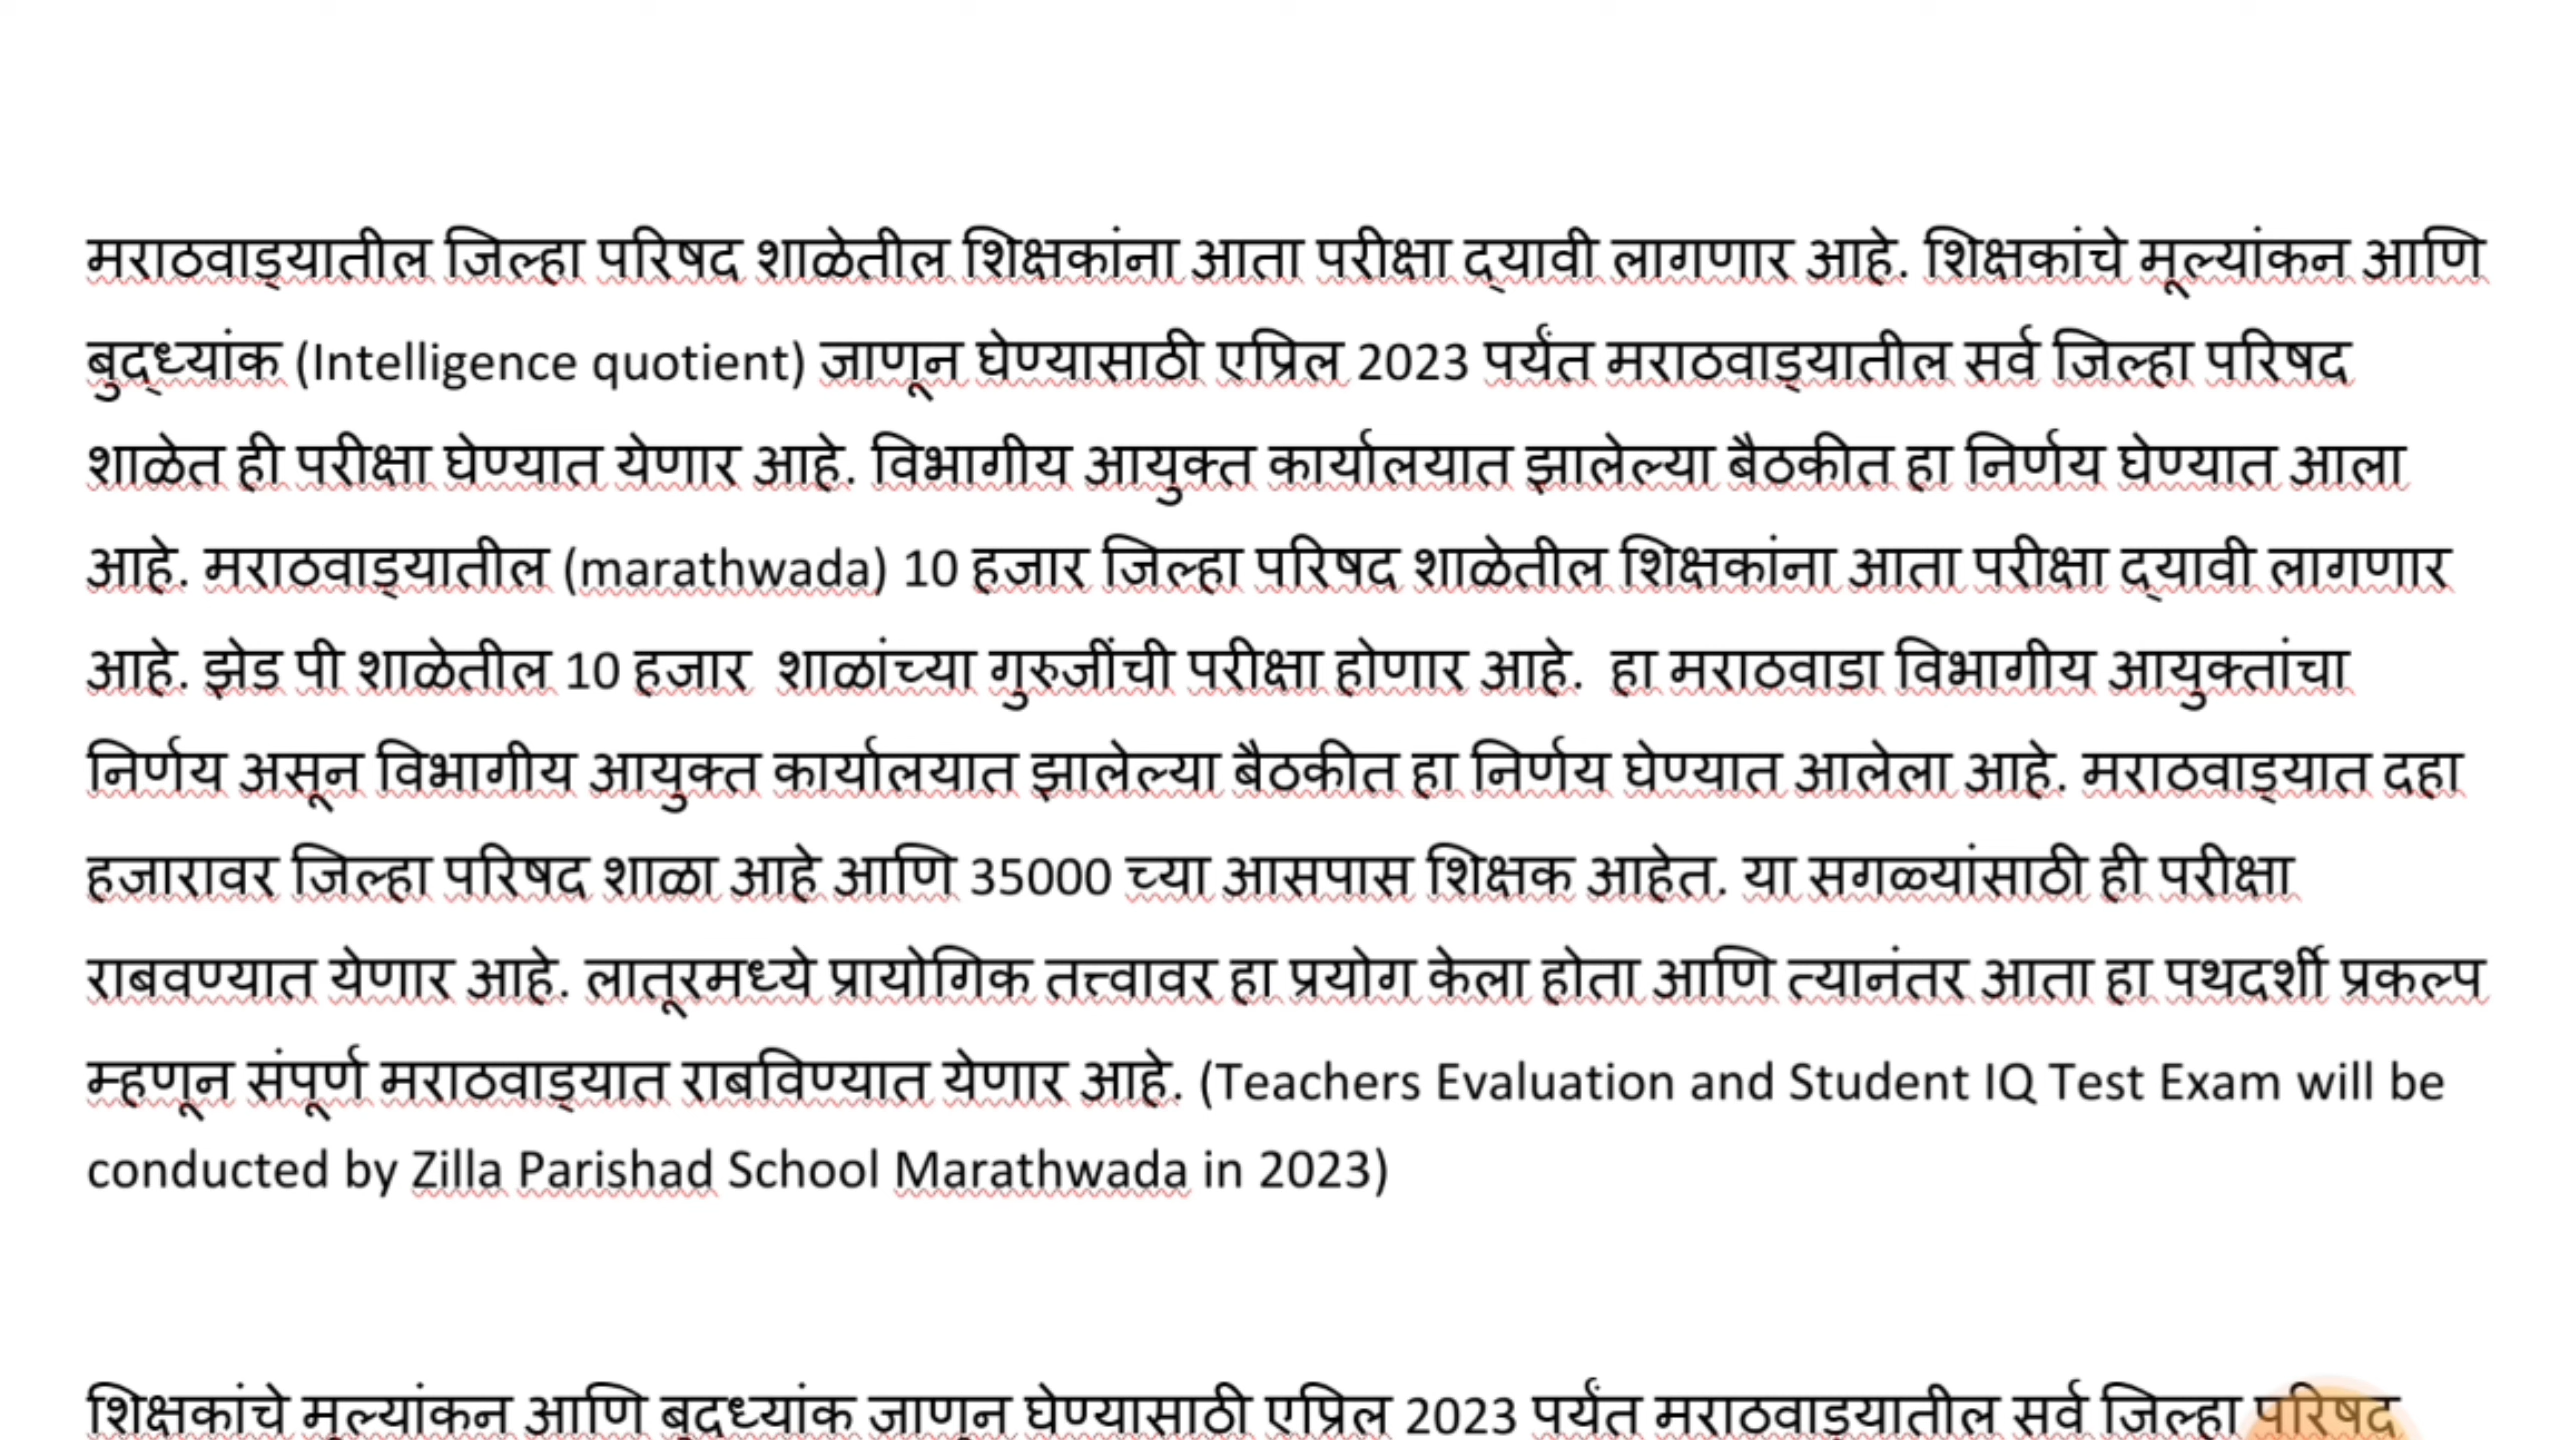 मराठवाड्यातील जिल्हा परिषद शाळेतील शिक्षकांना आता परीक्षा द्यावी लागणार आहे. शिक्षकांचे मूल्यांकन आणि
बुद्ध्यांक (Intelligence quotient) जाणून घेण्यासाठी एप्रिल 2023 पर्यंत मराठवाड्यातील सर्व जिल्हा परिषद
शाळेत ही परीक्षा घेण्यात येणार आहे. विभागीय आयुक्त कार्यालयात झालेल्या बैठकीत हा निर्णय घेण्यात आला
आहे. मराठवाड्यातील (marathwada) 10 हजार जिल्हा परिषद शाळेतील शिक्षकांना आता परीक्षा द्यावी लागणार
आहे. झेड पी शाळेतील 10 हजार  शाळांच्या गुरुजींची परीक्षा होणार आहे.  हा मराठवाडा विभागीय आयुक्तांचा
निर्णय असून विभागीय आयुक्त कार्यालयात झालेल्या बैठकीत हा निर्णय घेण्यात आलेला आहे. मराठवाड्यात दहा
हजारावर जिल्हा परिषद शाळा आहे आणि 35000 च्या आसपास शिक्षक आहेत. या सगळ्यांसाठी ही परीक्षा
राबवण्यात येणार आहे. लातूरमध्ये प्रायोगिक तत्त्वावर हा प्रयोग केला होता आणि त्यानंतर आता हा पथदर्शी प्रकल्प
म्हणून संपूर्ण मराठवाड्यात राबविण्यात येणार आहे. (Teachers Evaluation and Student IQ Test Exam will be
conducted by Zilla Parishad School Marathwada in 2023)
शिक्षकांचे मूल्यांकन आणि बुद्ध्यांक जाणून घेण्यासाठी एप्रिल 2023 पर्यंत मराठवाड्यातील सर्व जिल्हा परिषद